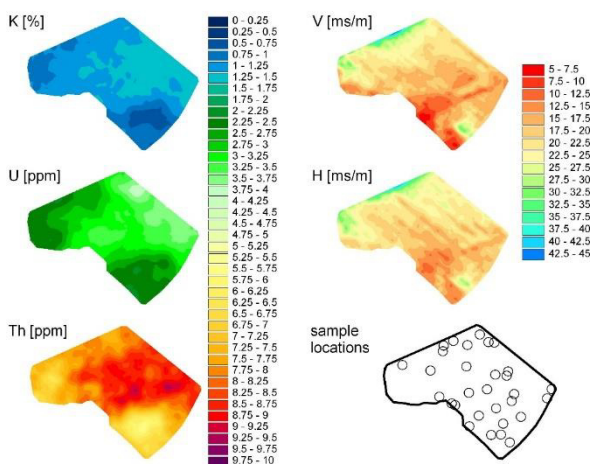 K [%]
U [ppm]
Th [ppm]
0 - 0.25
0.25 - 0.5
0.5 - 0.75
0.75 - 1
1 - 1.25
1.25 - 1.5
1.5 - 1.75
1.75 - 2
2 - 2.25
2.25 - 2.5
2.5 - 2.75
2.75 - 3
3 - 3.25
3.25 - 3.5
3.5 - 3.75
3.75 - 4
4 - 4.25
4.25 - 4.5
4.5 - 4.75
4.75 - 5
5 - 5.25
5.25 - 5.5
5.5 - 5.75
5.75 - 6
6 - 6.25
6.25 - 6.5
6.5 - 6.75
6.75 - 7
7 - 7.25
7.25 - 7.5
7.5 - 7.75
7.75 - 8
8 - 8.25
8.25 - 8.5
8.5 - 8.75
8.75 - 9
9 - 9.25
9.25 - 9.5
9.5 - 9.75
9.75 - 10
V [ms/m]
H [ms/m]
5 - 7.5
7.5 - 10
10 - 12.5
12.5 - 15
15 - 17.5
17.5 - 20
20 - 22.5
22.5 - 25
25 - 27.5
27.5 - 30
30 - 32.5
32.5 - 35
35 - 37.5
37.5 - 40
40 - 42.5
42.5 - 45
sample
locations